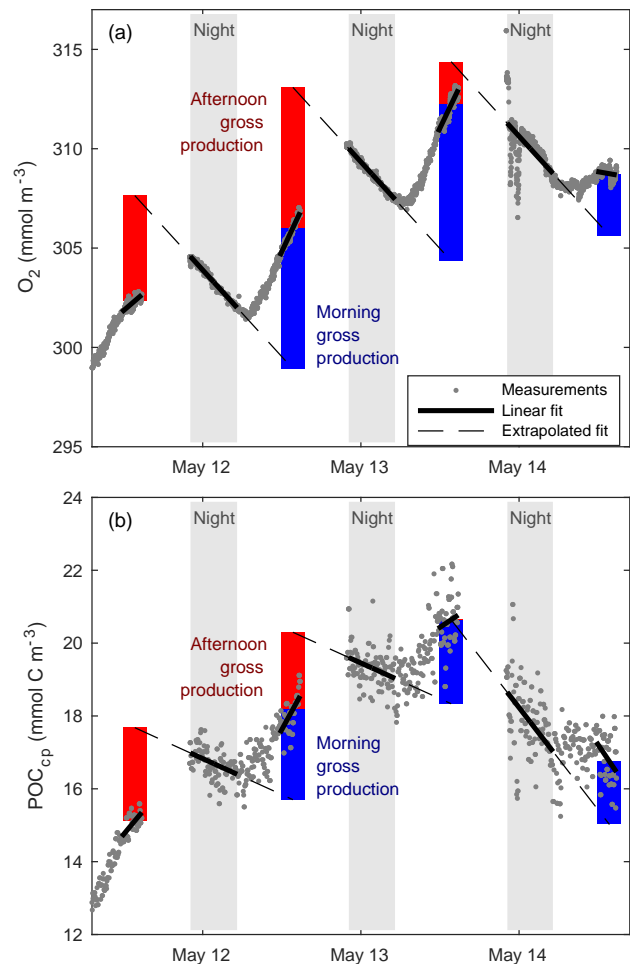 (a)
Night
Night
Night
315
310
305
300
295
O₂ (mmol m⁻³)
Afternoon
gross
production
Morning
gross
production
Measurements
Linear fit
Extrapolated fit
May 12
May 13
May 14
(b)
Night
Night
Night
24
22
20
18
16
14
12
POC_cp (mmol C m⁻³)
Afternoon
gross
production
Morning
gross
production
May 12
May 13
May 14